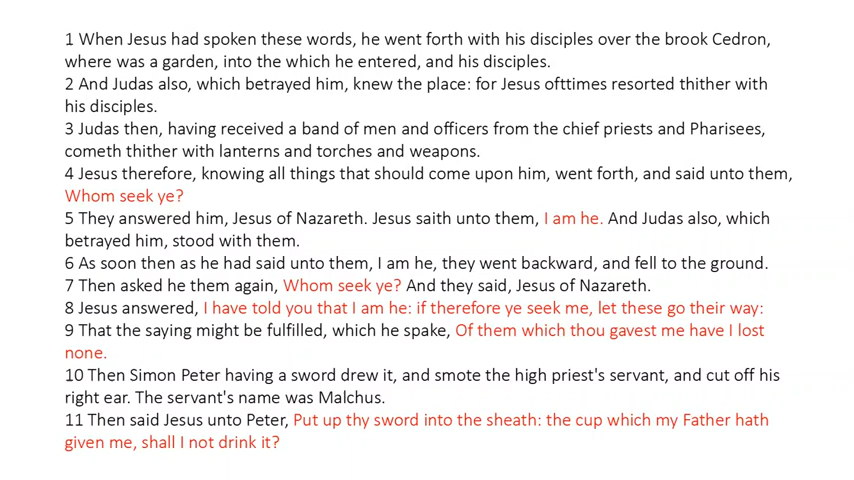 1 When Jesus had spoken these words, he went forth with his disciples over the brook Cedron,
where was a garden, into the which he entered, and his disciples.
2 And Judas also, which betrayed him, knew the place: for Jesus ofttimes resorted thither with
his disciples.
3 Judas then, having received a band of men and officers from the chief priests and Pharisees,
cometh thither with lanterns and torches and weapons.
4 Jesus therefore, knowing all things that should come upon him, went forth, and said unto them,
Whom seek ye?
5 They answered him, Jesus of Nazareth. Jesus saith unto them, I am he. And Judas also, which
betrayed him, stood with them.
6 As soon then as he had said unto them, I am he, they went backward, and fell to the ground.
7 Then asked he them again, Whom seek ye? And they said, Jesus of Nazareth.
8 Jesus answered, I have told you that I am he: if therefore ye seek me, let these go their way:
9 That the saying might be fulfilled, which he spake, Of them which thou gavest me have I lost
none.
10 Then Simon Peter having a sword drew it, and smote the high priest's servant, and cut off his
right ear. The servant's name was Malchus.
11 Then said Jesus unto Peter, Put up thy sword into the sheath: the cup which my Father hath
given me, shall I not drink it?